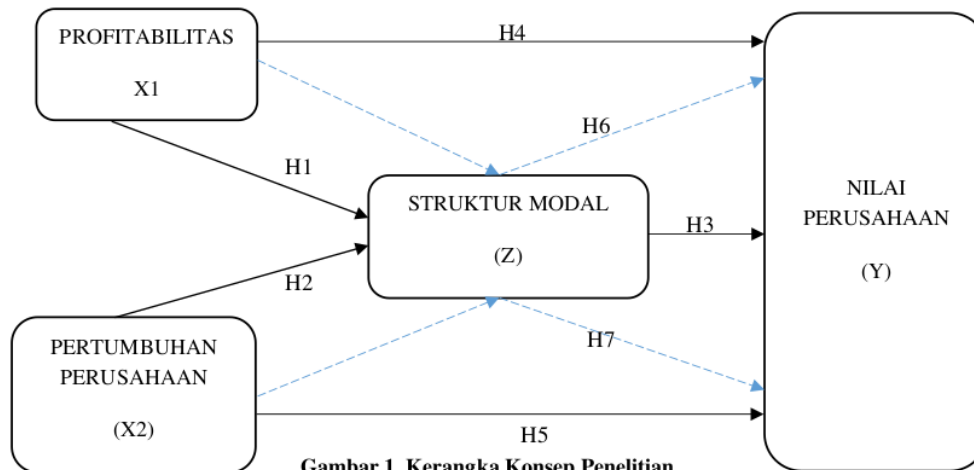 PROFITABILITAS
X1
H4
H6
H1
STRUKTUR MODAL
(Z)
H3
NILAI
PERUSAHAAN
(Y)
H2
PERTUMBUHAN
PERUSAHAAN
(X2)
H7
H5
Gambar 1. Kerangka Konsep Penelitian